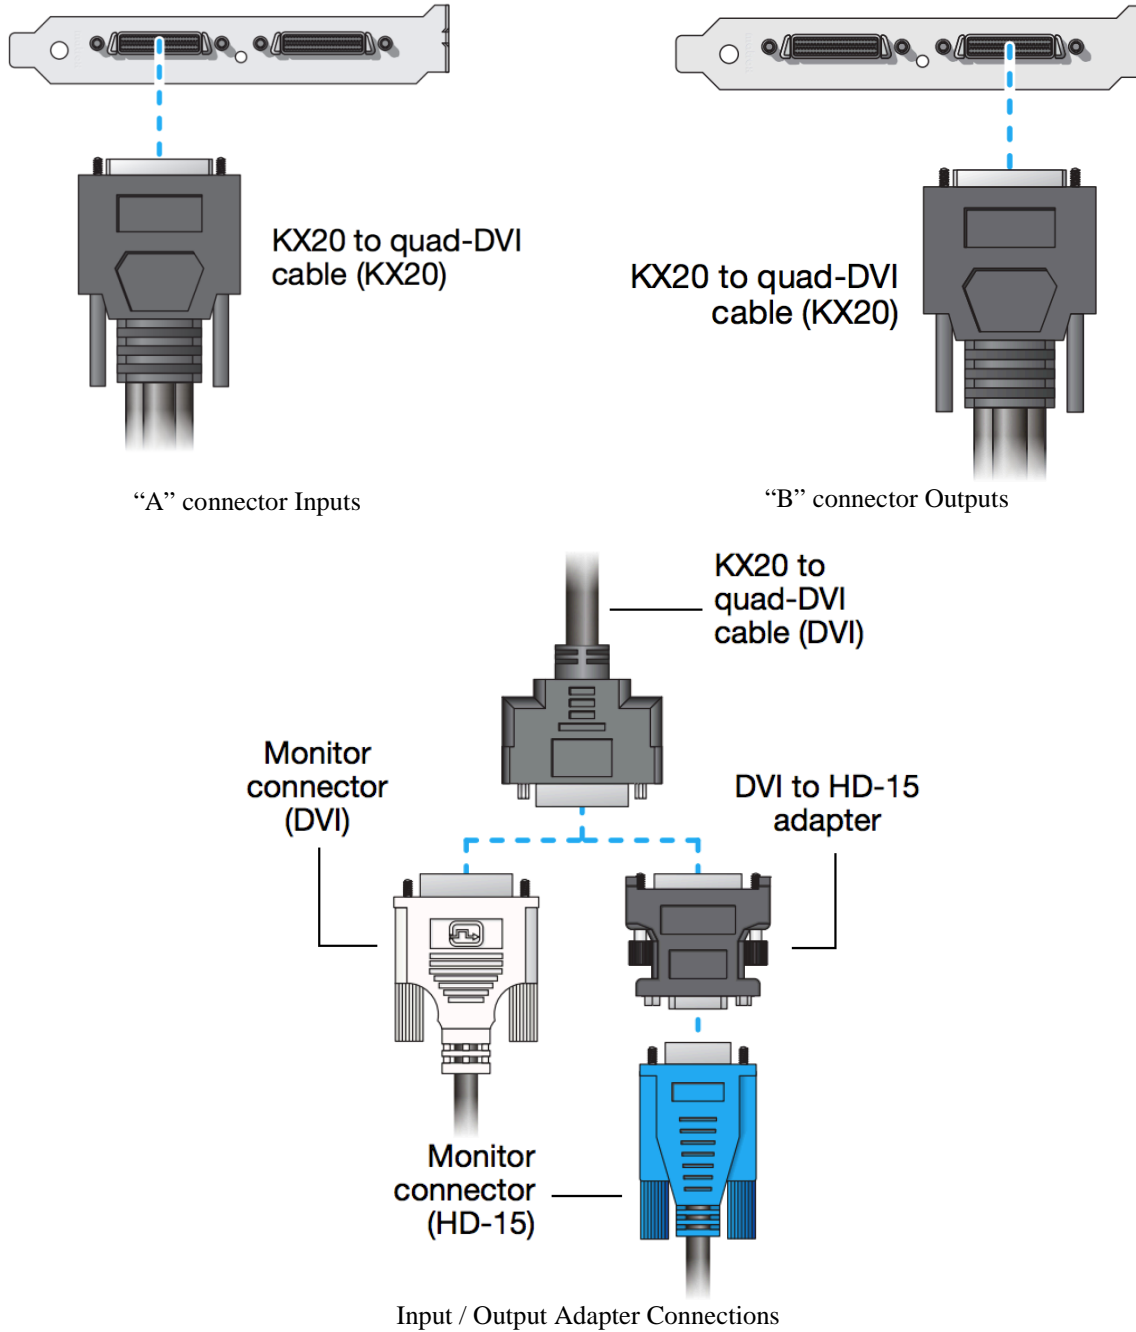 KX20 to quad-DVI
cable (KX20)
KX20 to quad-DVI
cable (KX20)
“A” connector Inputs
“B” connector Outputs
KX20 to
quad-DVI
cable (DVI)
Monitor
connector
(DVI)
DVI to HD-15
adapter
Monitor
connector
(HD-15)
Input / Output Adapter Connections